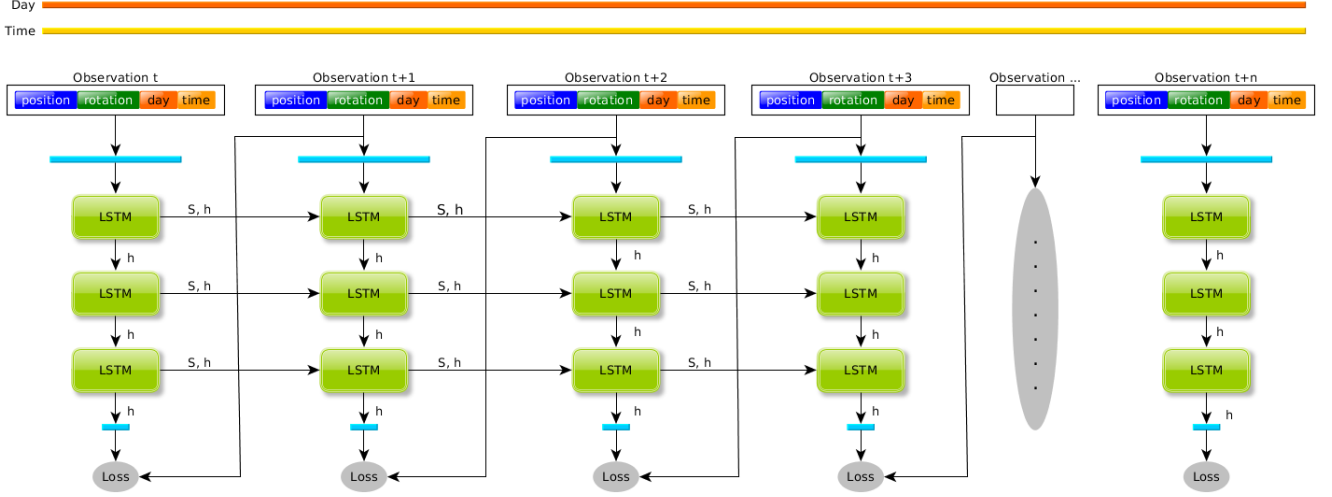 Day
Time
Observation t Observation t+1 Observation t+2 Observation t+3 Observation ... Observation t+n
position rotation day time position rotation day time position rotation day time position rotation day time position rotation day time
LSTM S, h LSTM S, h LSTM S, h LSTM LSTM
h h h h h
LSTM S, h LSTM S, h LSTM S, h LSTM LSTM
h h h h h
LSTM S, h LSTM S, h LSTM S, h LSTM LSTM
h h h h h
Loss Loss Loss Loss Loss